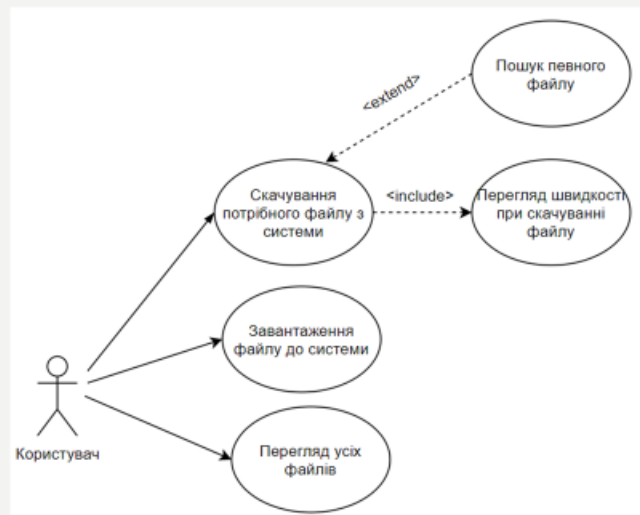 Пошук певного
файлу
<extend>
Скачування
потрібного файлу з
системи
<include>
Перегляд швидкості
при скачуванні
файлу
Завантаження
файлу до системи
Користувач
Перегляд усіх
файлів